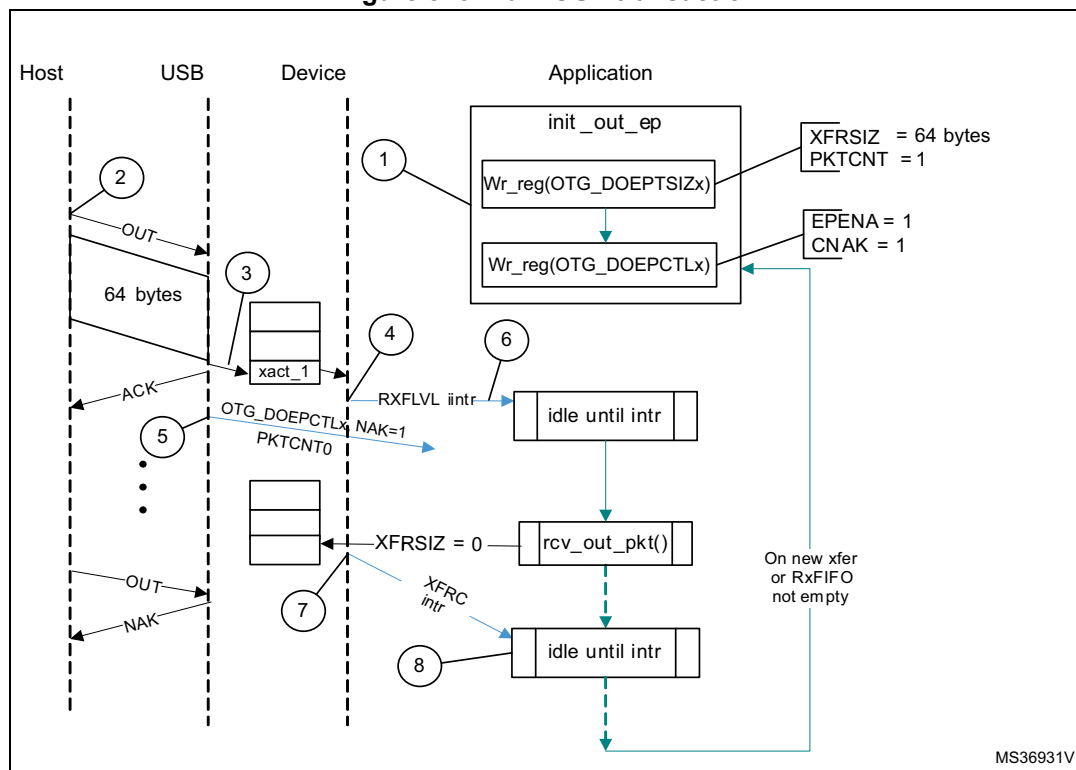 Host
USB
Device
Application
init _out_ep
1
Wr_reg(OTG_DOEPTSIZx)
XFRSIZ = 64 bytes
PKTCNT = 1
2
OUT
Wr_reg(OTG_DOEPCTLx)
EPENA = 1
CNAK = 1
64 bytes
3
xact_1
4
6
ACK
RXFLVL iintr
idle until intr
5
OTG_DOEPCTLx, NAK=1
PKTCNT0
XFRSIZ = 0
rcv_out_pkt()
On new xfer
or RxFIFO
not empty
OUT
NAK
7
XFRC
intr
8
idle until intr
MS36931V